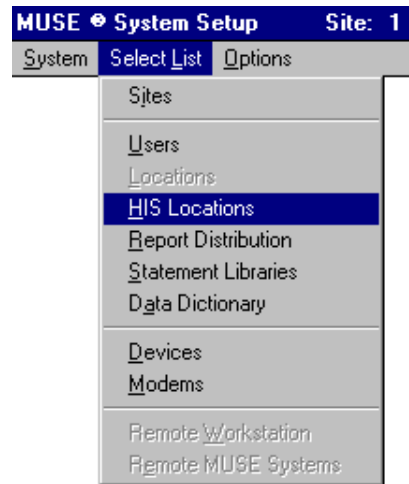 MUSE ® System Setup Site: 1
System Select List Options
Sites
Users
Locations
HIS Locations
Report Distribution
Statement Libraries
Data Dictionary
Devices
Modems
Remote Workstation
Remote MUSE Systems